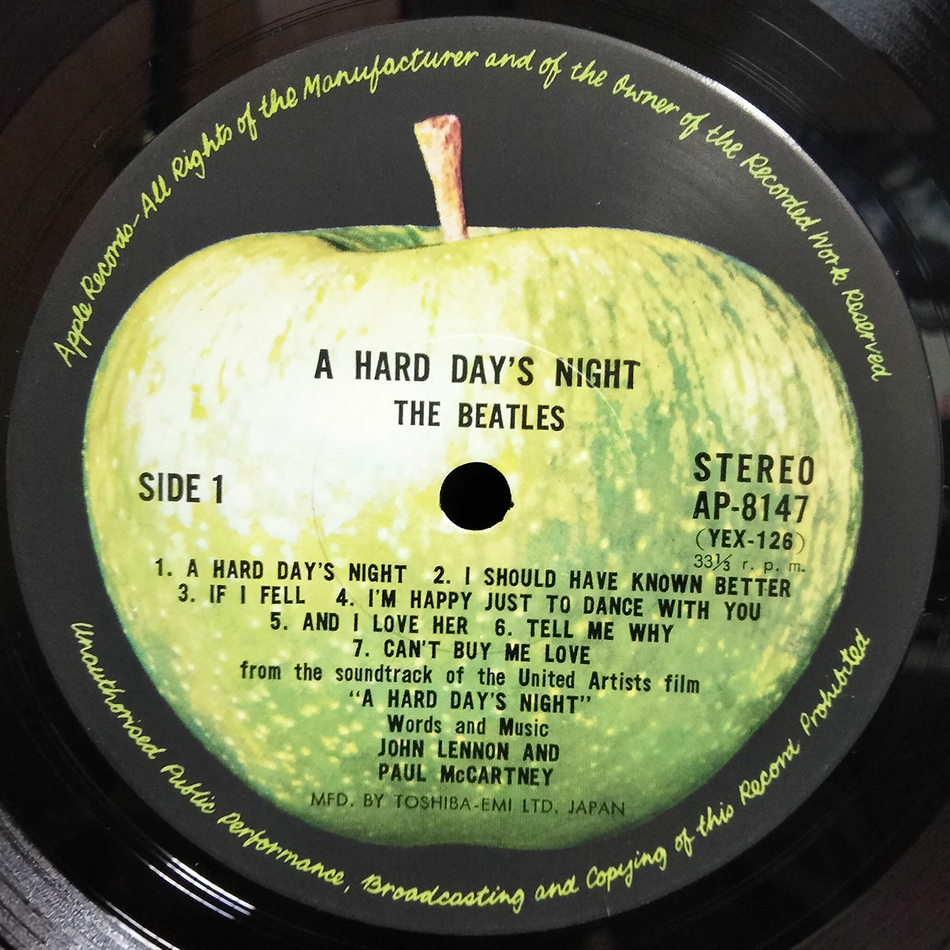 Apple Records-All Rights of the Manufacturer and of the Owner of the Recorded Work Reserved
A HARD DAY'S NIGHT
THE BEATLES
SIDE 1
STEREO
AP-8147
(YEX-126)
33⅓ r. p. m.
1. A HARD DAY'S NIGHT 2. I SHOULD HAVE KNOWN BETTER
3. IF I FELL 4. I'M HAPPY JUST TO DANCE WITH YOU
5. AND I LOVE HER 6. TELL ME WHY
7. CAN'T BUY ME LOVE
from the soundtrack of the United Artists film
"A HARD DAY'S NIGHT"
Words and Music
JOHN LENNON AND
PAUL McCARTNEY
MFD. BY TOSHIBA-EMI LTD. JAPAN
Unauthorised Public Performance, Broadcasting and Copying of this Record Prohibited